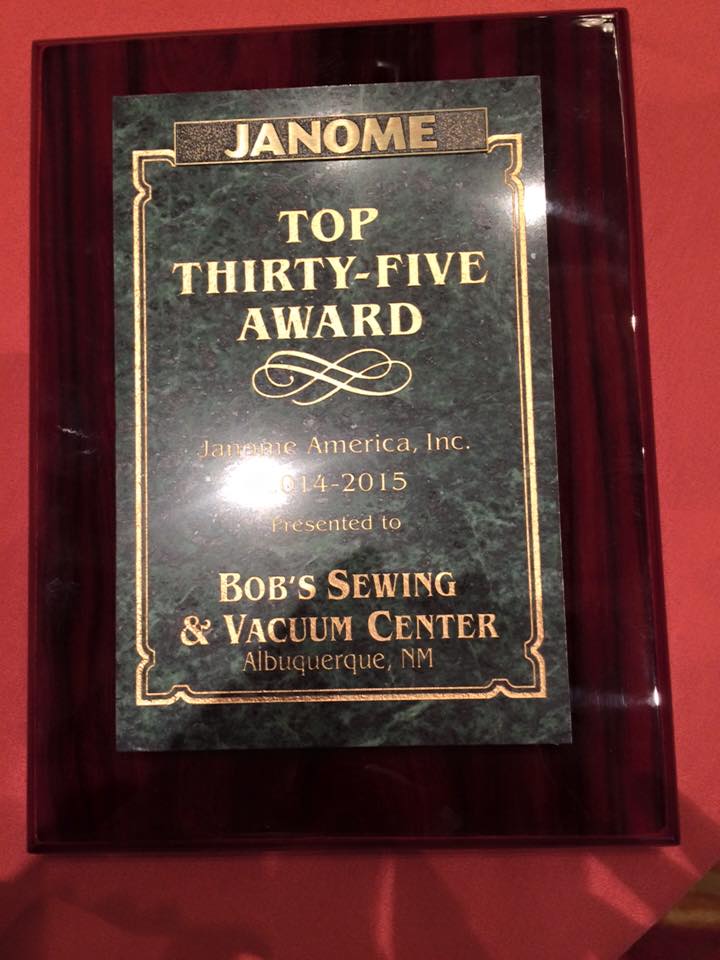 JANOME
TOP
THIRTY-FIVE
AWARD
Janome America, Inc.
2014-2015
Presented to
BOB'S SEWING
& VACUUM CENTER
Albuquerque, NM